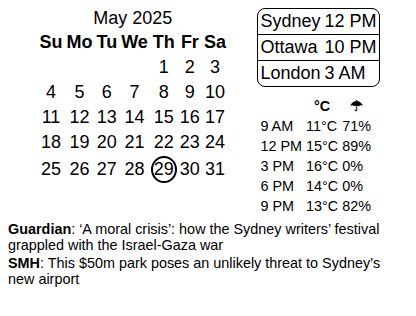 May 2025
Su Mo Tu We Th Fr Sa
1 2 3
4 5 6 7 8 9 10
11 12 13 14 15 16 17
18 19 20 21 22 23 24
25 26 27 28 29 30 31
Sydney 12 PM
Ottawa 10 PM
London 3 AM
°C ☂
9 AM 11°C 71%
12 PM 15°C 89%
3 PM 16°C 0%
6 PM 14°C 0%
9 PM 13°C 82%
Guardian: ‘A moral crisis’: how the Sydney writers’ festival
grappled with the Israel-Gaza war
SMH: This $50m park poses an unlikely threat to Sydney’s
new airport